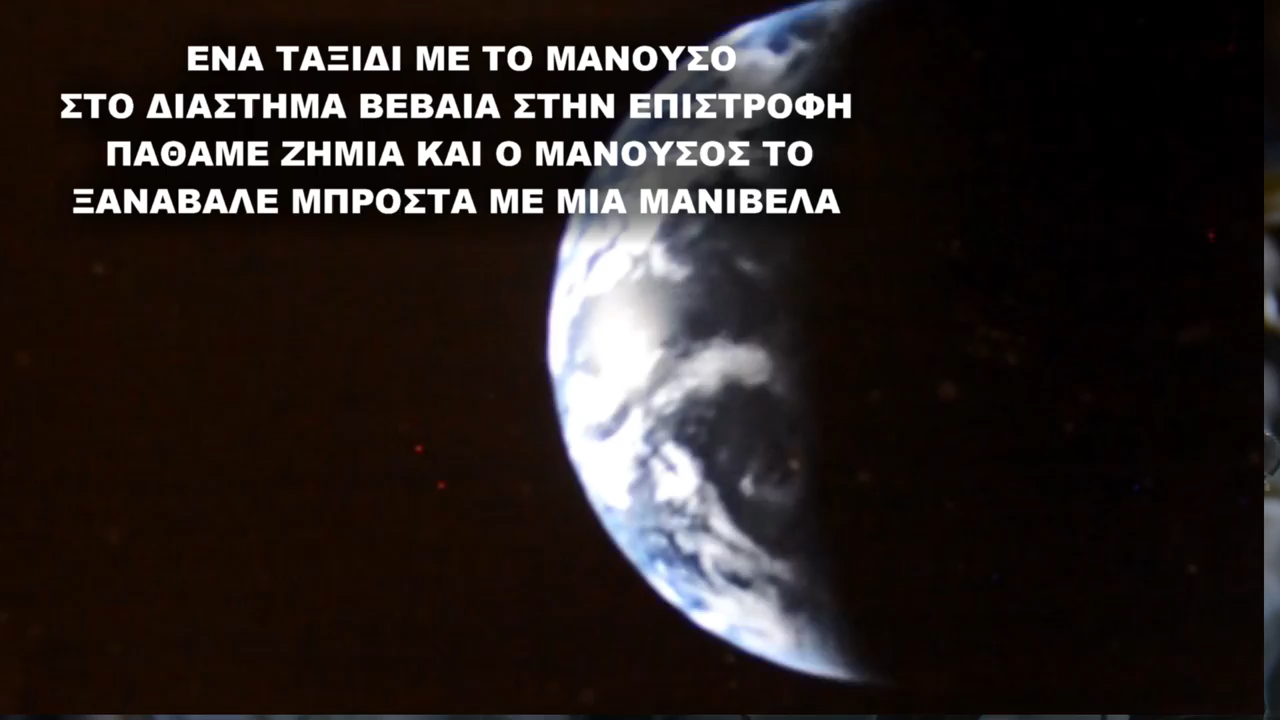 ΕΝΑ ΤΑΞΙΔΙ ΜΕ ΤΟ ΜΑΝΟΥΣΟ
ΣΤΟ ΔΙΑΣΤΗΜΑ ΒΕΒΑΙΑ ΣΤΗΝ ΕΠΙΣΤΡΟΦΗ
ΠΑΘΑΜΕ ΖΗΜΙΑ ΚΑΙ Ο ΜΑΝΟΥΣΟΣ ΤΟ
ΞΑΝΑΒΑΛΕ ΜΠΡΟΣΤΑ ΜΕ ΜΙΑ ΜΑΝΙΒΕΛΑ